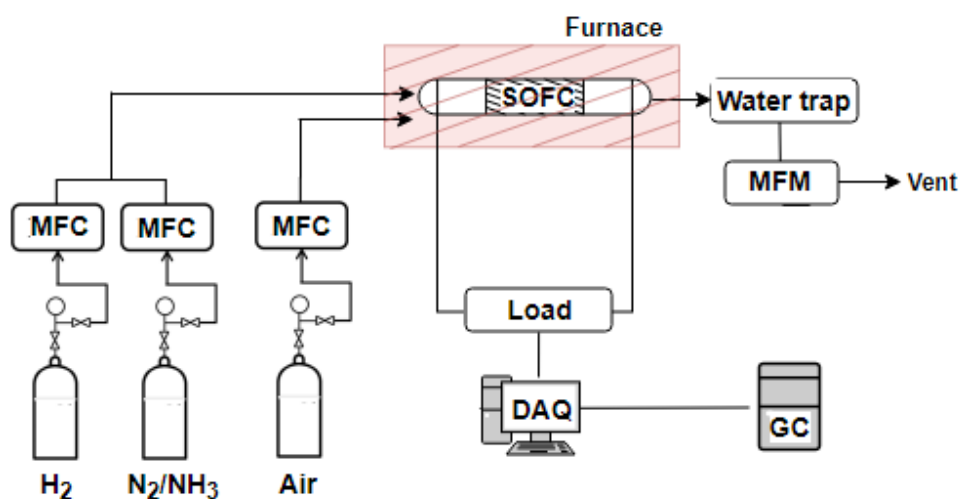 Furnace
SOFC
Water trap
MFM
Vent
MFC
MFC
MFC
Load
DAQ
GC
H2
N2/NH3
Air